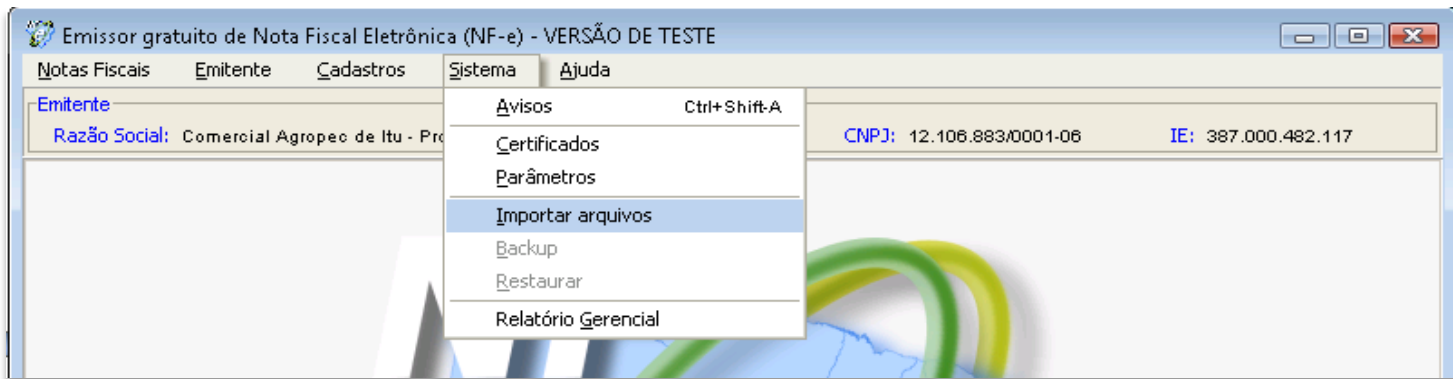 Emissor gratuito de Nota Fiscal Eletrônica (NF-e) - VERSÃO DE TESTE
Notas Fiscais Emitente Cadastros Sistema Ajuda
Emitente
Razão Social: Comercial Agropec de Itu - CNPJ: 12.106.883/0001-06 IE: 387.000.482.117
Avisos Ctrl+Shift-A
Certificados
Parâmetros
Importar arquivos
Backup
Restaurar
Relatório Gerencial